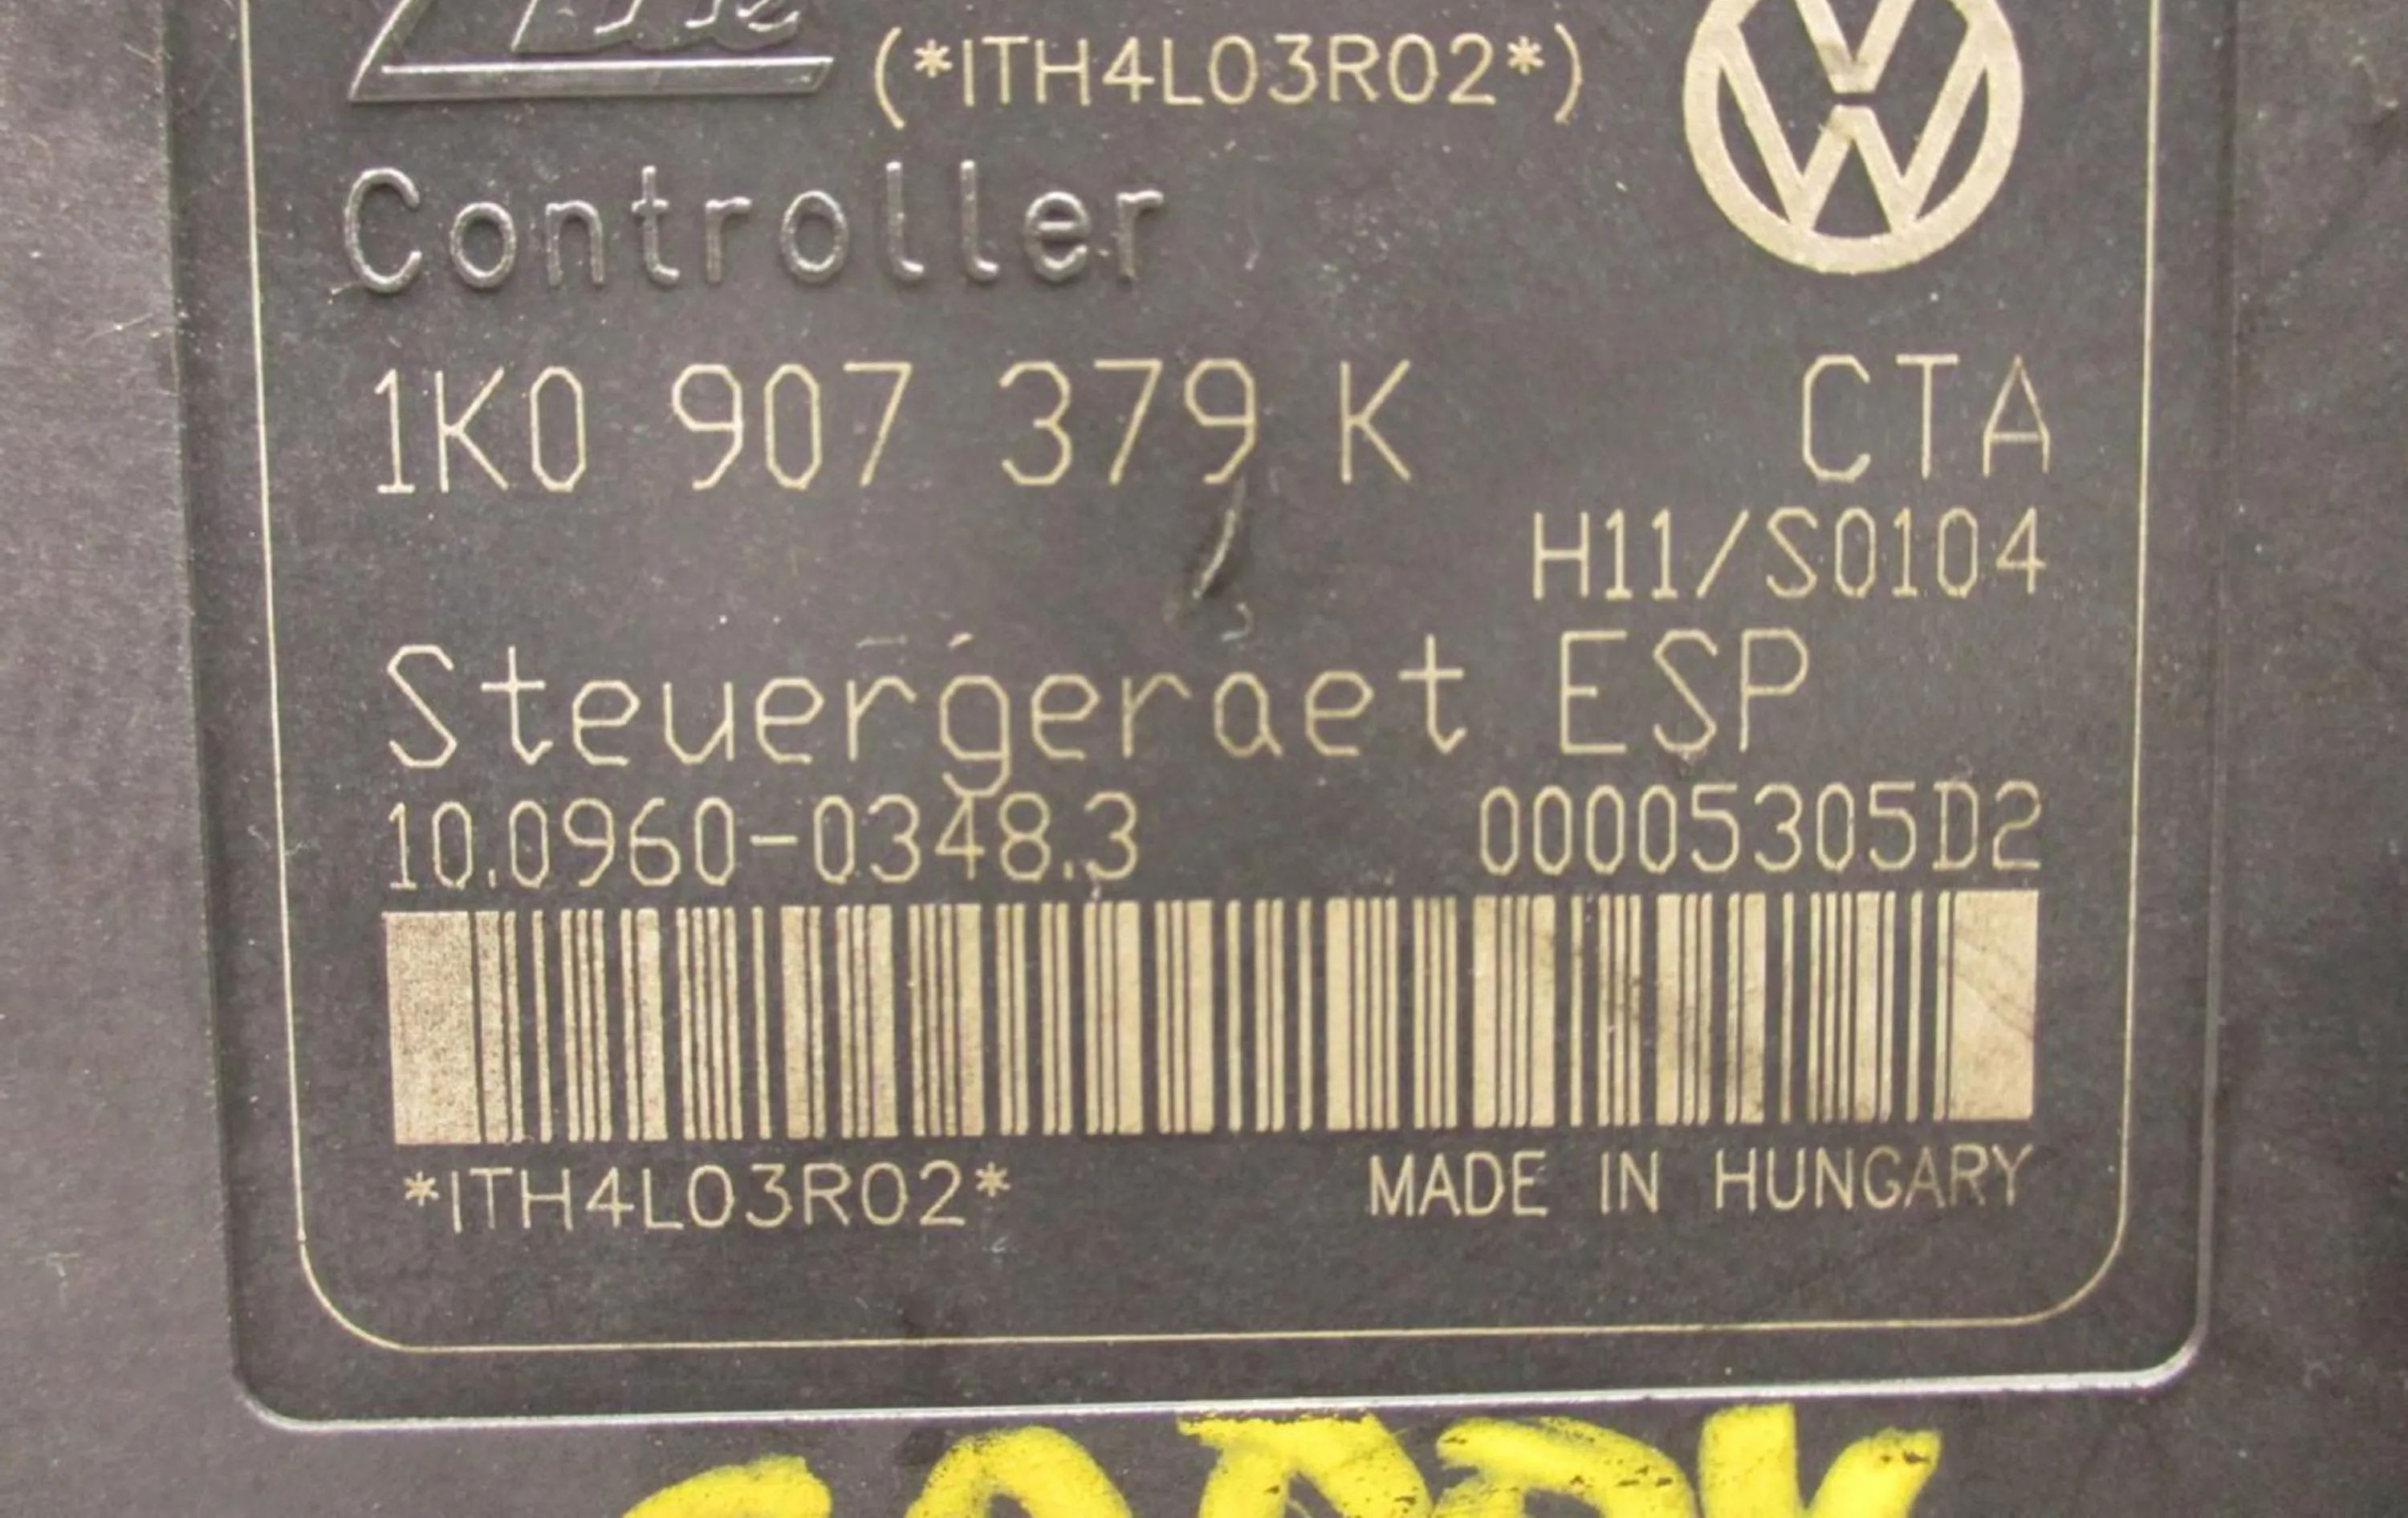 (*ITH4L03R02*)
Controller
1K0 907 379 K CTA
H11/S0104
Steuergeraet ESP
10.0960-0348.3 00005305D2
*ITH4L03R02* MADE IN HUNGARY